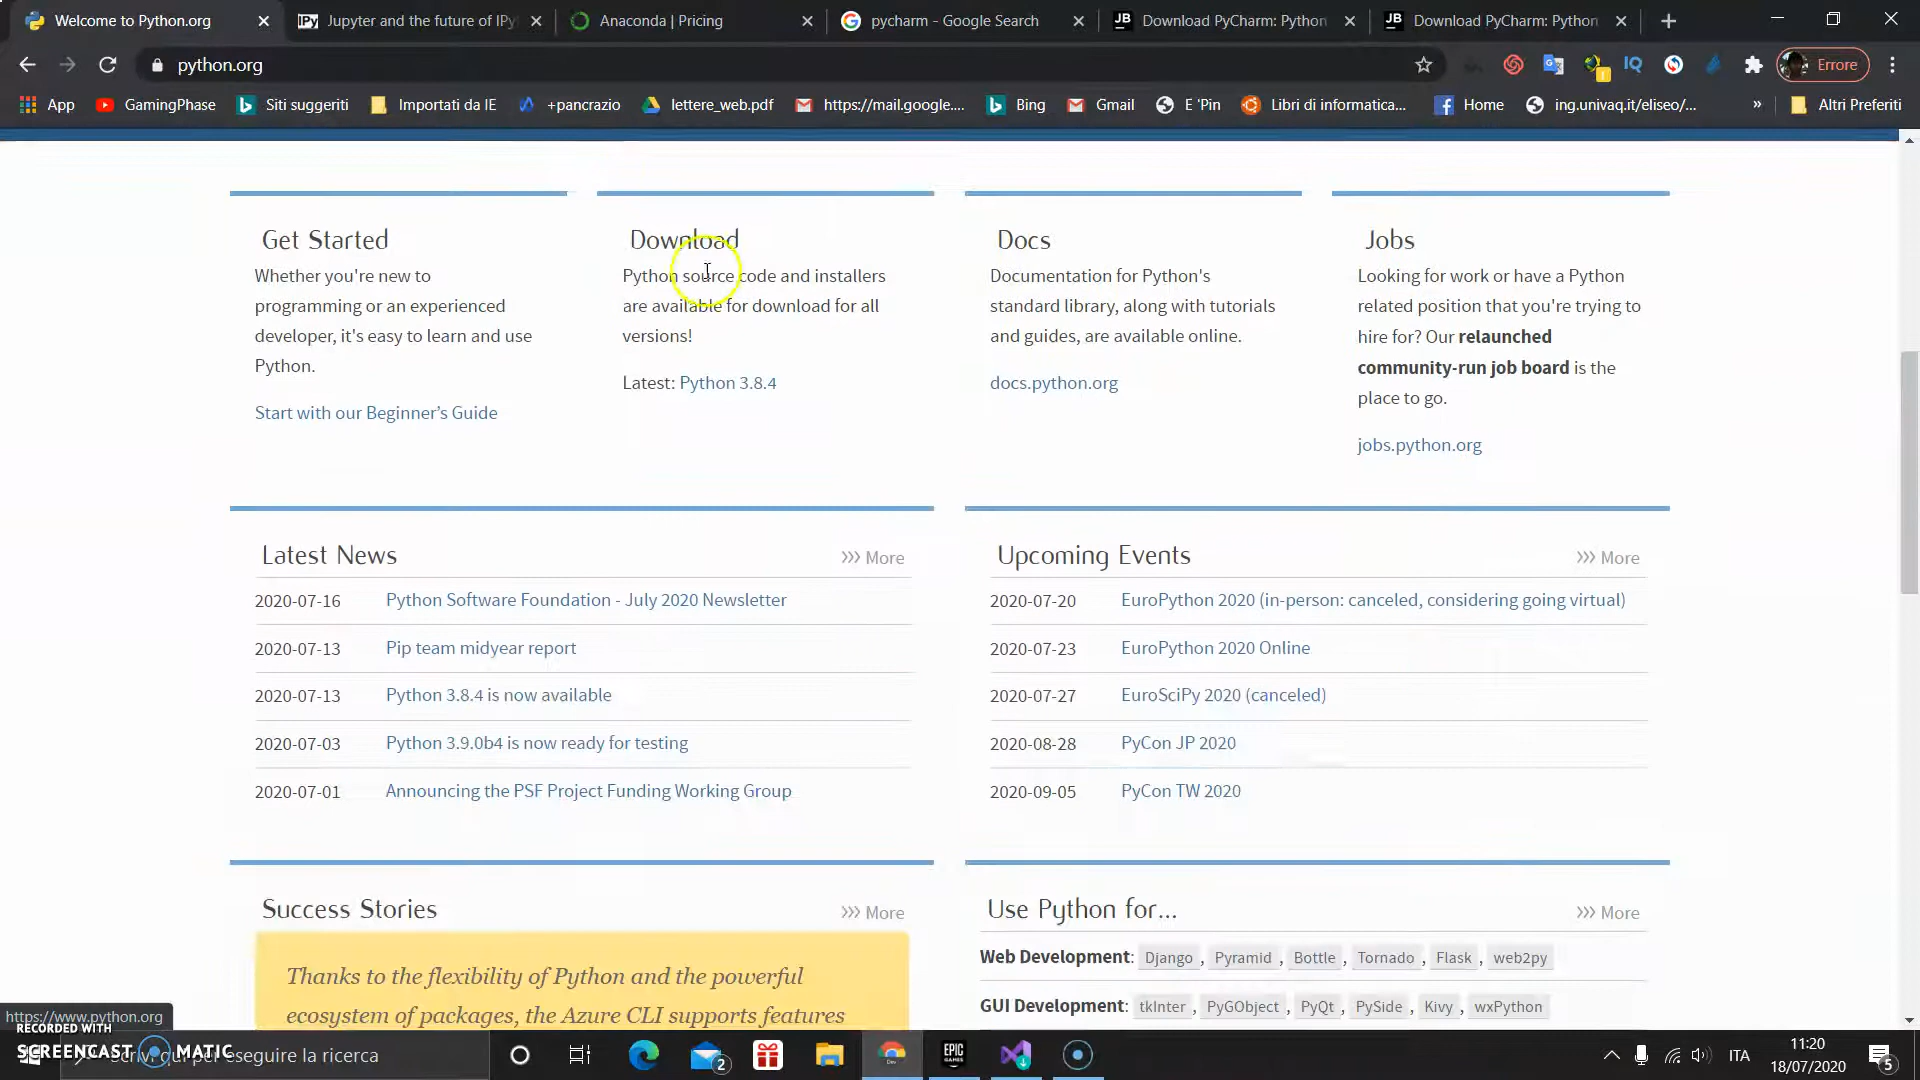 Welcome to Python.org
Jupyter and the future of IPy
Anaconda | Pricing
pycharm - Google Search
Download PyCharm: Python
Download PyCharm: Python
python.org
Errore
App
GamingPhase
Siti suggeriti
Importati da IE
+pancrazio
lettere_web.pdf
https://mail.google....
Bing
Gmail
E 'Pin
Libri di informatica...
Home
ing.univaq.it/eliseo/...
»
Altri Preferiti
Get Started
Whether you're new to
programming or an experienced
developer, it's easy to learn and use
Python.
Start with our Beginner’s Guide
Download
Python source code and installers
are available for download for all
versions!
Latest: Python 3.8.4
Docs
Documentation for Python's
standard library, along with tutorials
and guides, are available online.
docs.python.org
Jobs
Looking for work or have a Python
related position that you're trying to
hire for? Our relaunched
community-run job board is the
place to go.
jobs.python.org
Latest News
>>> More
2020-07-16 Python Software Foundation - July 2020 Newsletter
2020-07-13 Pip team midyear report
2020-07-13 Python 3.8.4 is now available
2020-07-03 Python 3.9.0b4 is now ready for testing
2020-07-01 Announcing the PSF Project Funding Working Group
Upcoming Events
>>> More
2020-07-20 EuroPython 2020 (in-person: canceled, considering going virtual)
2020-07-23 EuroPython 2020 Online
2020-07-27 EuroSciPy 2020 (canceled)
2020-08-28 PyCon JP 2020
2020-09-05 PyCon TW 2020
Success Stories
>>> More
Thanks to the flexibility of Python and the powerful
ecosystem of packages, the Azure CLI supports features
Use Python for...
>>> More
Web Development: Django , Pyramid , Bottle , Tornado , Flask , web2py
GUI Development: tkInter , PyGObject , PyQt , PySide , Kivy , wxPython
https://www.python.org
RECORDED WITH
SCREENCAST MATIC
Scrivi qui per eseguire la ricerca
2
EPIC
GAMES
ITA
11:20
18/07/2020
5